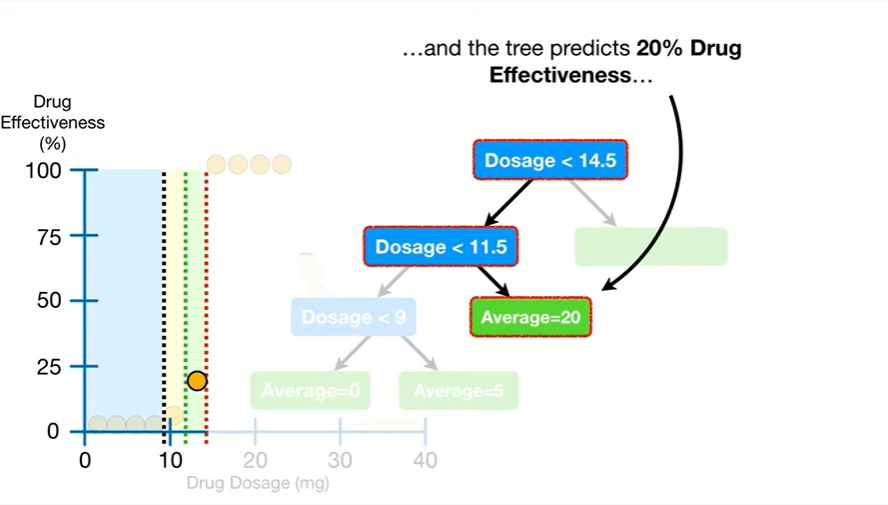 …and the tree predicts 20% Drug
Effectiveness…
Drug
Effectiveness
(%)
100
75
50
25
0
0 10 20 30 40
Drug Dosage (mg)
Dosage < 14.5
Dosage < 11.5
Dosage < 9
Average=20
Average=0
Average=5